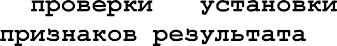 проверки установки
признаков результата